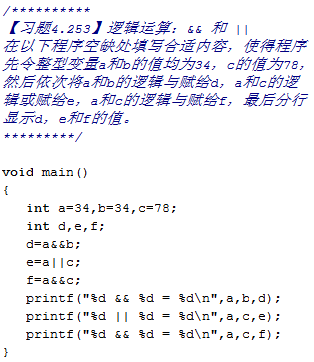 /**********
【习题4.253】逻辑运算：&& 和 ||
在以下程序空缺处填写合适内容，使得程序
先令整型变量a和b的值均为34，c的值为78，
然后依次将a和b的逻辑与赋给d，a和c的逻
辑或赋给e，a和c的逻辑与赋给f，最后分行
显示d，e和f的值。
*********/
void main()
{
int a=34,b=34,c=78;
int d,e,f;
d=a&&b;
e=a||c;
f=a&&c;
printf("%d && %d = %d\n",a,b,d);
printf("%d || %d = %d\n",a,c,e);
printf("%d && %d = %d\n",a,c,f);
}